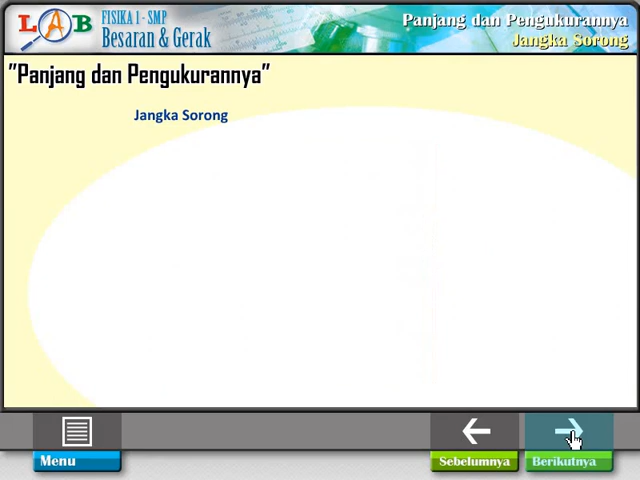 LAB
FISIKA 1 - SMP
Besaran & Gerak
Panjang dan Pengukurannya
Jangka Sorong
"Panjang dan Pengukurannya"
Jangka Sorong
Menu
Sebelumnya
Berikutnya